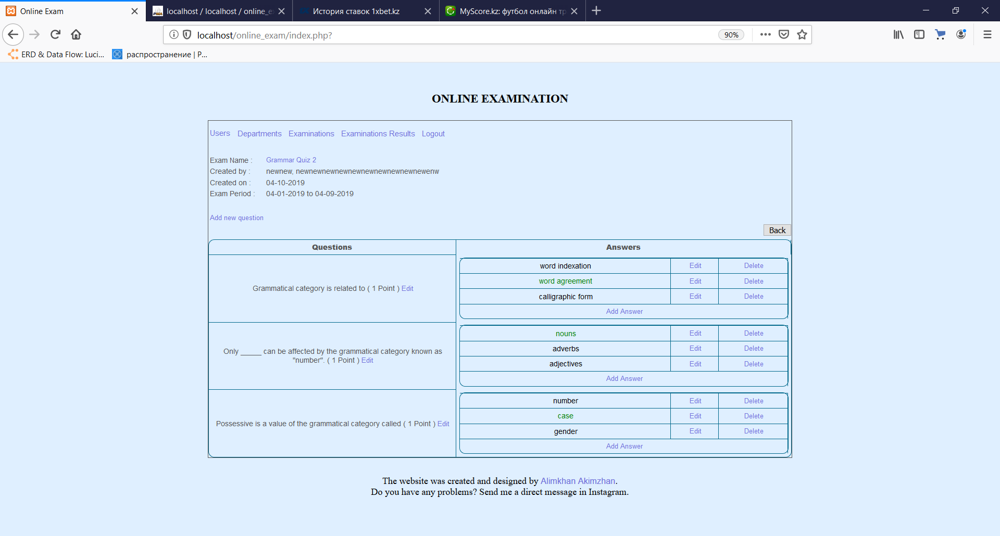 Online Exam
localhost / localhost / online_e
История ставок 1xbet.kz
MyScore.kz: футбол онлайн тр
localhost/online_exam/index.php?
90%
ERD & Data Flow: Luci...
распространение | Р...
ONLINE EXAMINATION
Users Departments Examinations Examinations Results Logout
Exam Name : Grammar Quiz 2
Created by : newnew, newnewnewnewnewnewnewnewnewnewenw
Created on : 04-10-2019
Exam Period : 04-01-2019 to 04-09-2019
Add new question
Back
Questions Answers
Grammatical category is related to ( 1 Point ) Edit
word indexation Edit Delete
word agreement Edit Delete
calligraphic form Edit Delete
Add Answer
Only _____ can be affected by the grammatical category known as
"number". ( 1 Point ) Edit
nouns Edit Delete
adverbs Edit Delete
adjectives Edit Delete
Add Answer
Possessive is a value of the grammatical category called ( 1 Point ) Edit
number Edit Delete
case Edit Delete
gender Edit Delete
Add Answer
The website was created and designed by Alimkhan Akimzhan.
Do you have any problems? Send me a direct message in Instagram.